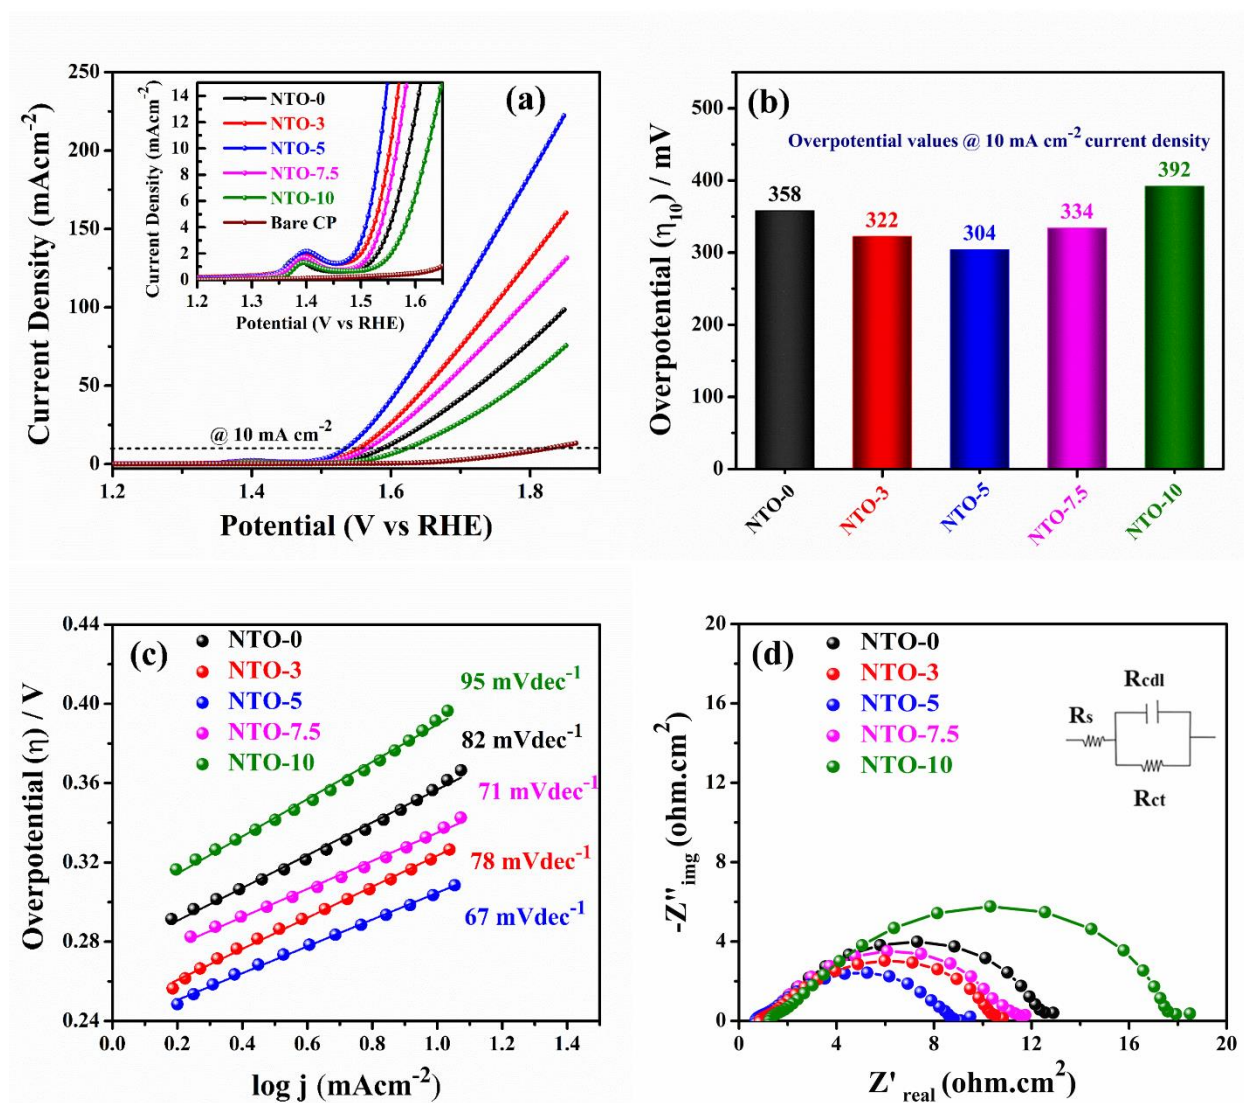 (a)
Current Density (mAcm⁻²)
250
200
150
100
50
0
1.2
1.4
1.6
1.8
Potential (V vs RHE)
@ 10 mA cm⁻²
Current Density (mAcm⁻²)
14
12
10
8
6
4
2
0
NTO-0
NTO-3
NTO-5
NTO-7.5
NTO-10
Bare CP
1.2
1.3
1.4
1.5
1.6
Potential (V vs RHE)
(b)
Overpotential (η₁₀) / mV
500
400
300
200
100
0
Overpotential values @ 10 mA cm⁻² current density
358
322
304
334
392
NTO-0
NTO-3
NTO-5
NTO-7.5
NTO-10
(c)
Overpotential (η) / V
0.44
0.40
0.36
0.32
0.28
0.24
NTO-0
NTO-3
NTO-5
NTO-7.5
NTO-10
95 mVdec⁻¹
82 mVdec⁻¹
71 mVdec⁻¹
78 mVdec⁻¹
67 mVdec⁻¹
0.0
0.2
0.4
0.6
0.8
1.0
1.2
1.4
log j (mAcm⁻²)
(d)
-Z''img (ohm.cm²)
20
16
12
8
4
0
NTO-0
NTO-3
NTO-5
NTO-7.5
NTO-10
Rcdl
Rs
Rct
0
4
8
12
16
20
Z'real (ohm.cm²)